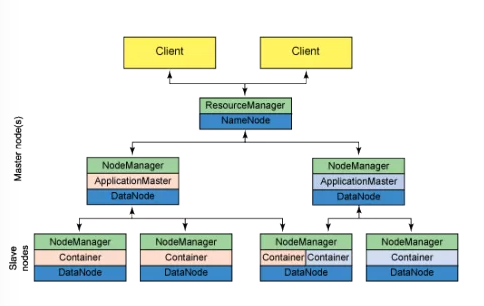 Client
Client
Master node(s)
ResourceManager
NameNode
NodeManager
ApplicationMaster
DataNode
NodeManager
ApplicationMaster
DataNode
Slave
nodes
NodeManager
Container
DataNode
NodeManager
Container
DataNode
NodeManager
Container Container
DataNode
NodeManager
Container
DataNode